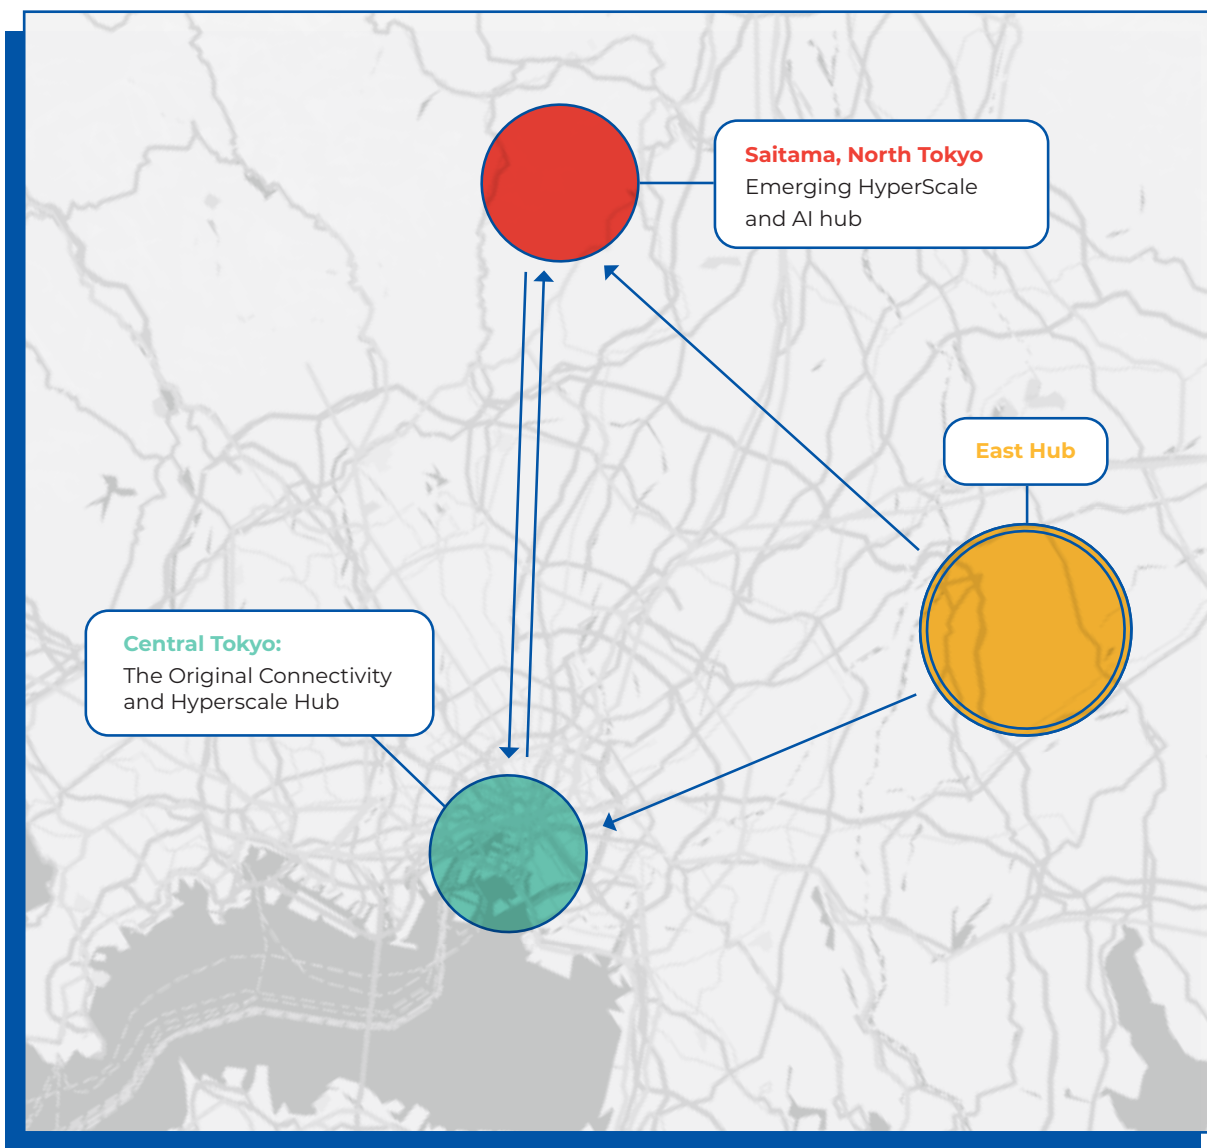 Saitama, North Tokyo
Emerging HyperScale
and AI hub
East Hub
Central Tokyo:
The Original Connectivity
and Hyperscale Hub